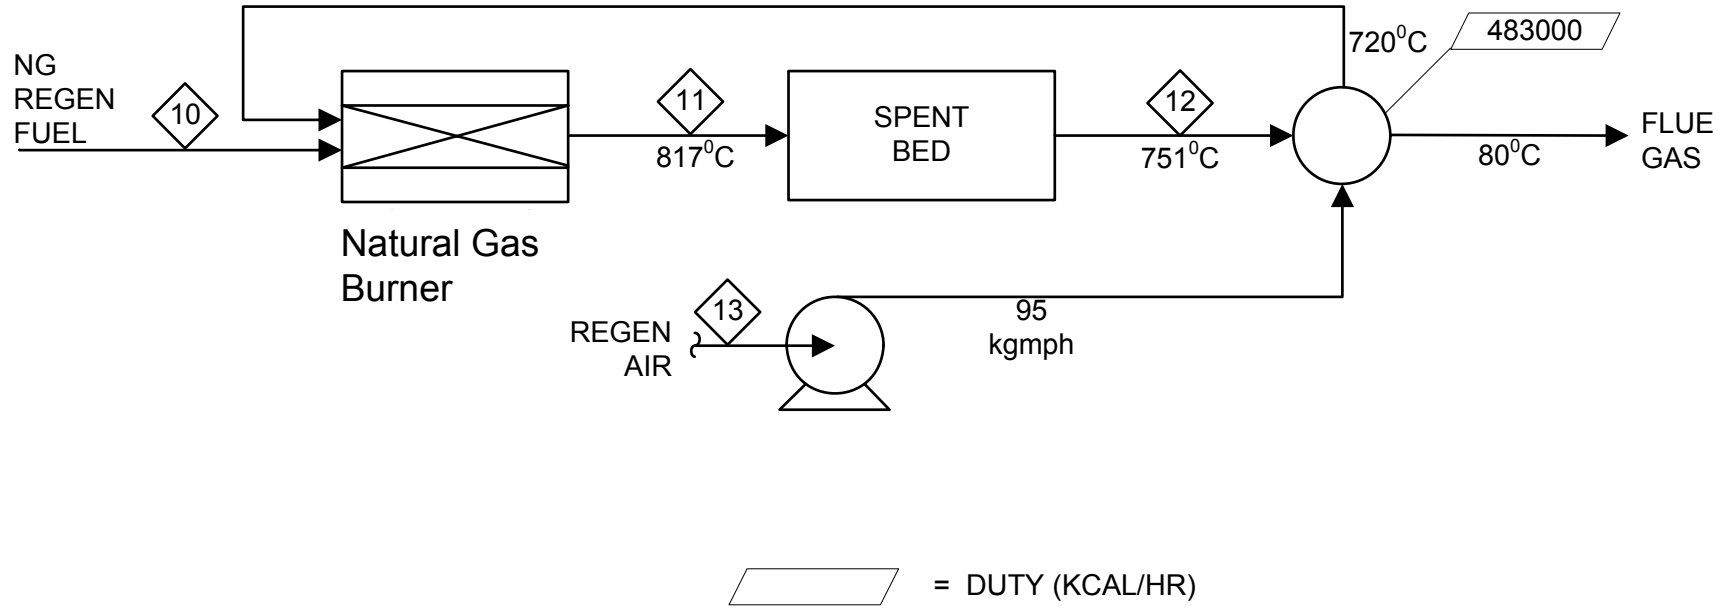 720⁰C
483000
NG
REGEN
FUEL
10
11
SPENT
BED
12
FLUE
GAS
817⁰C
751⁰C
80⁰C
Natural Gas
Burner
13
REGEN
AIR
95
kgmph
= DUTY (KCAL/HR)